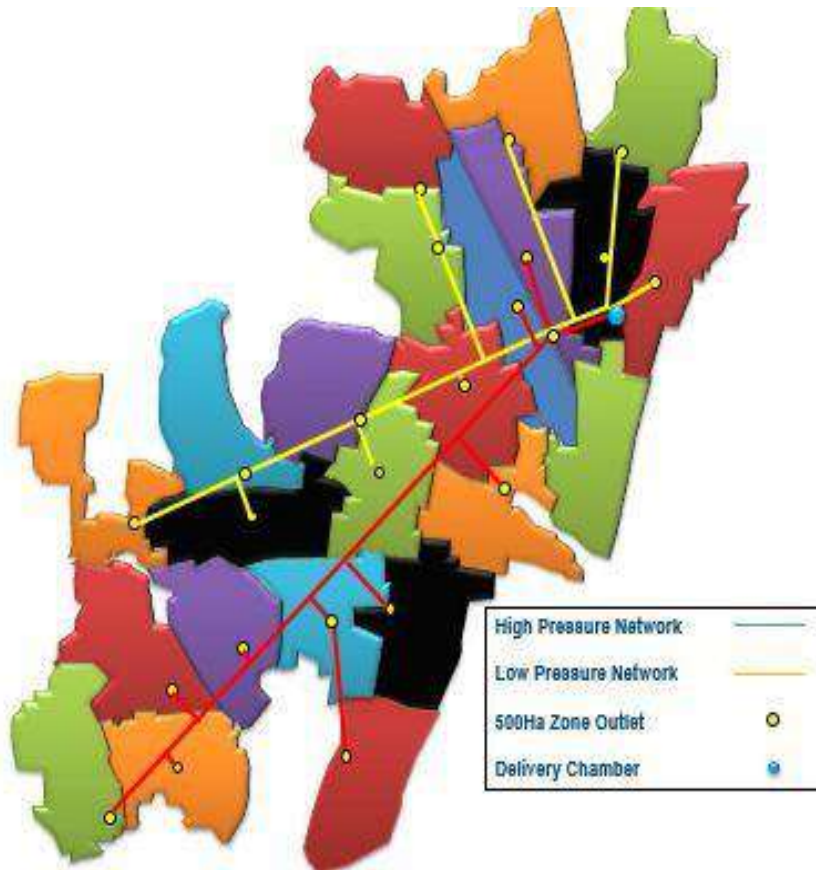 High Pressure Network
Low Pressure Network
500Ha Zone Outlet
Delivery Chamber